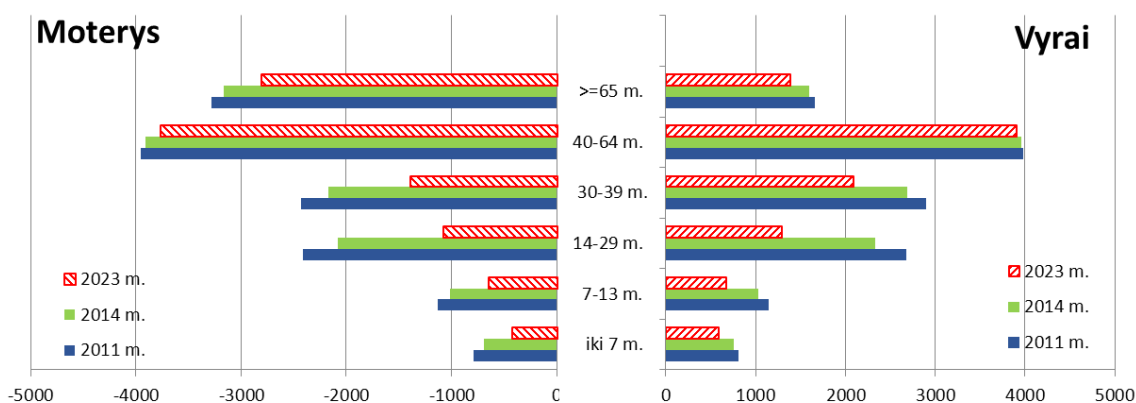 Moterys
Vyrai
>=65 m.
40-64 m.
30-39 m.
14-29 m.
7-13 m.
iki 7 m.
2023 m.
2014 m.
2011 m.
2023 m.
2014 m.
2011 m.
-5000 -4000 -3000 -2000 -1000 0
0 1000 2000 3000 4000 5000